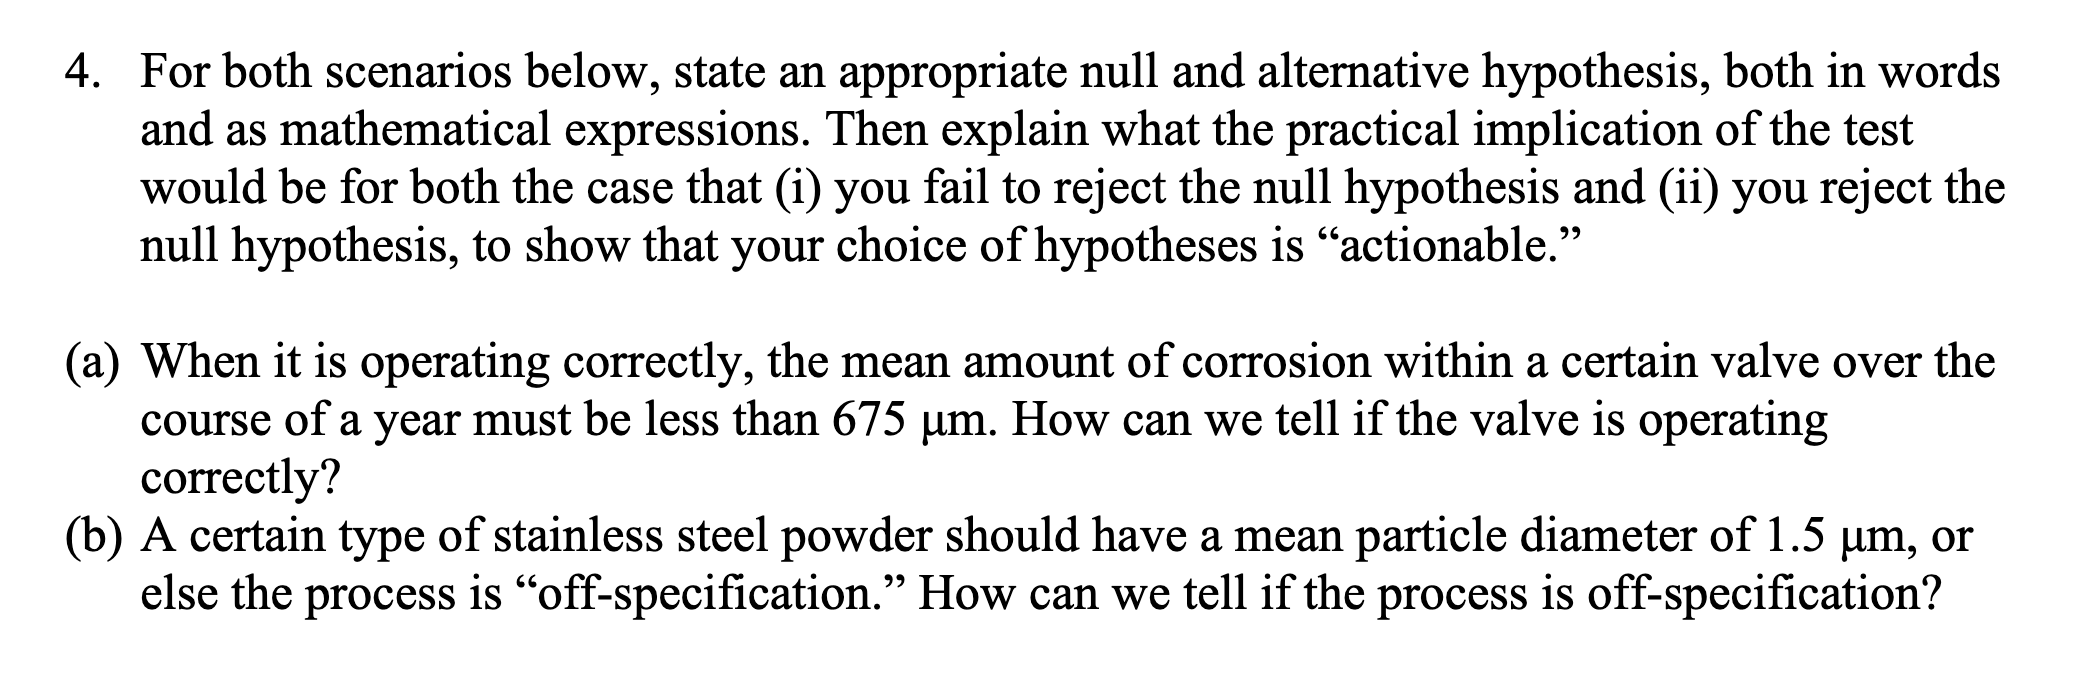 4. For both scenarios below, state an appropriate null and alternative hypothesis, both in words
and as mathematical expressions. Then explain what the practical implication of the test
would be for both the case that (i) you fail to reject the null hypothesis and (ii) you reject the
null hypothesis, to show that your choice of hypotheses is “actionable.”
(a) When it is operating correctly, the mean amount of corrosion within a certain valve over the
course of a year must be less than 675 μm. How can we tell if the valve is operating
correctly?
(b) A certain type of stainless steel powder should have a mean particle diameter of 1.5 μm, or
else the process is “off-specification.” How can we tell if the process is off-specification?